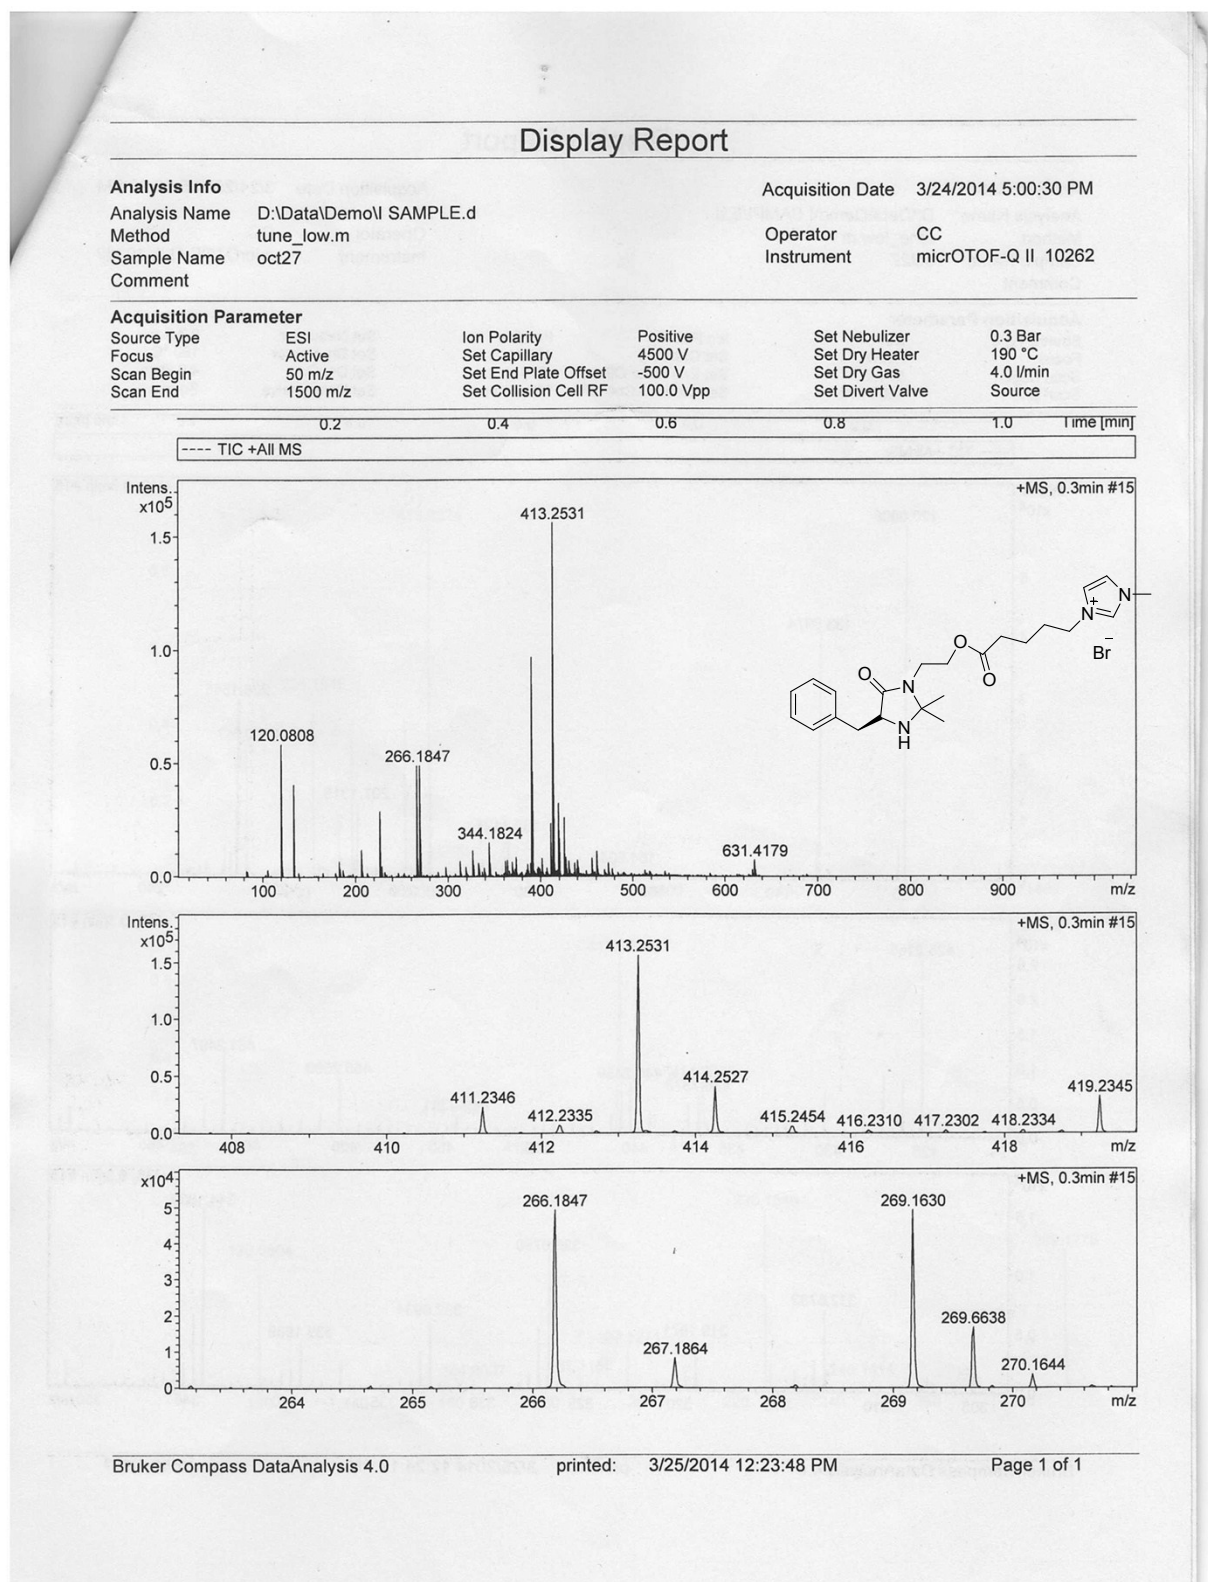 Display Report
Analysis Info
Acquisition Date 3/24/2014 5:00:30 PM
Analysis Name D:\Data\Demo\I SAMPLE.d
Method tune_low.m
Operator CC
Sample Name oct27
Instrument micrOTOF-Q II 10262
Comment
Acquisition Parameter
Source Type ESI Ion Polarity Positive Set Nebulizer 0.3 Bar
Focus Active Set Capillary 4500 V Set Dry Heater 190 °C
Scan Begin 50 m/z Set End Plate Offset -500 V Set Dry Gas 4.0 l/min
Scan End 1500 m/z Set Collision Cell RF 100.0 Vpp Set Divert Valve Source
0.2 0.4 0.6 0.8 1.0 Time [min]
---- TIC +All MS
Intens.
x10⁵
+MS, 0.3min #15
413.2531
1.5
1.0
0.5
0.0
120.0808
266.1847
344.1824
631.4179
O
N
N
H
O
O
N
+
N
Br
−
100 200 300 400 500 600 700 800 900 m/z
Intens.
x10⁵
+MS, 0.3min #15
413.2531
1.5
1.0
0.5
0.0
411.2346
412.2335
414.2527
415.2454
416.2310
417.2302
418.2334
419.2345
408 410 412 414 416 418 m/z
x10⁴
+MS, 0.3min #15
5
4
3
2
1
0
266.1847
267.1864
269.1630
269.6638
270.1644
264 265 266 267 268 269 270 m/z
Bruker Compass DataAnalysis 4.0 printed: 3/25/2014 12:23:48 PM Page 1 of 1